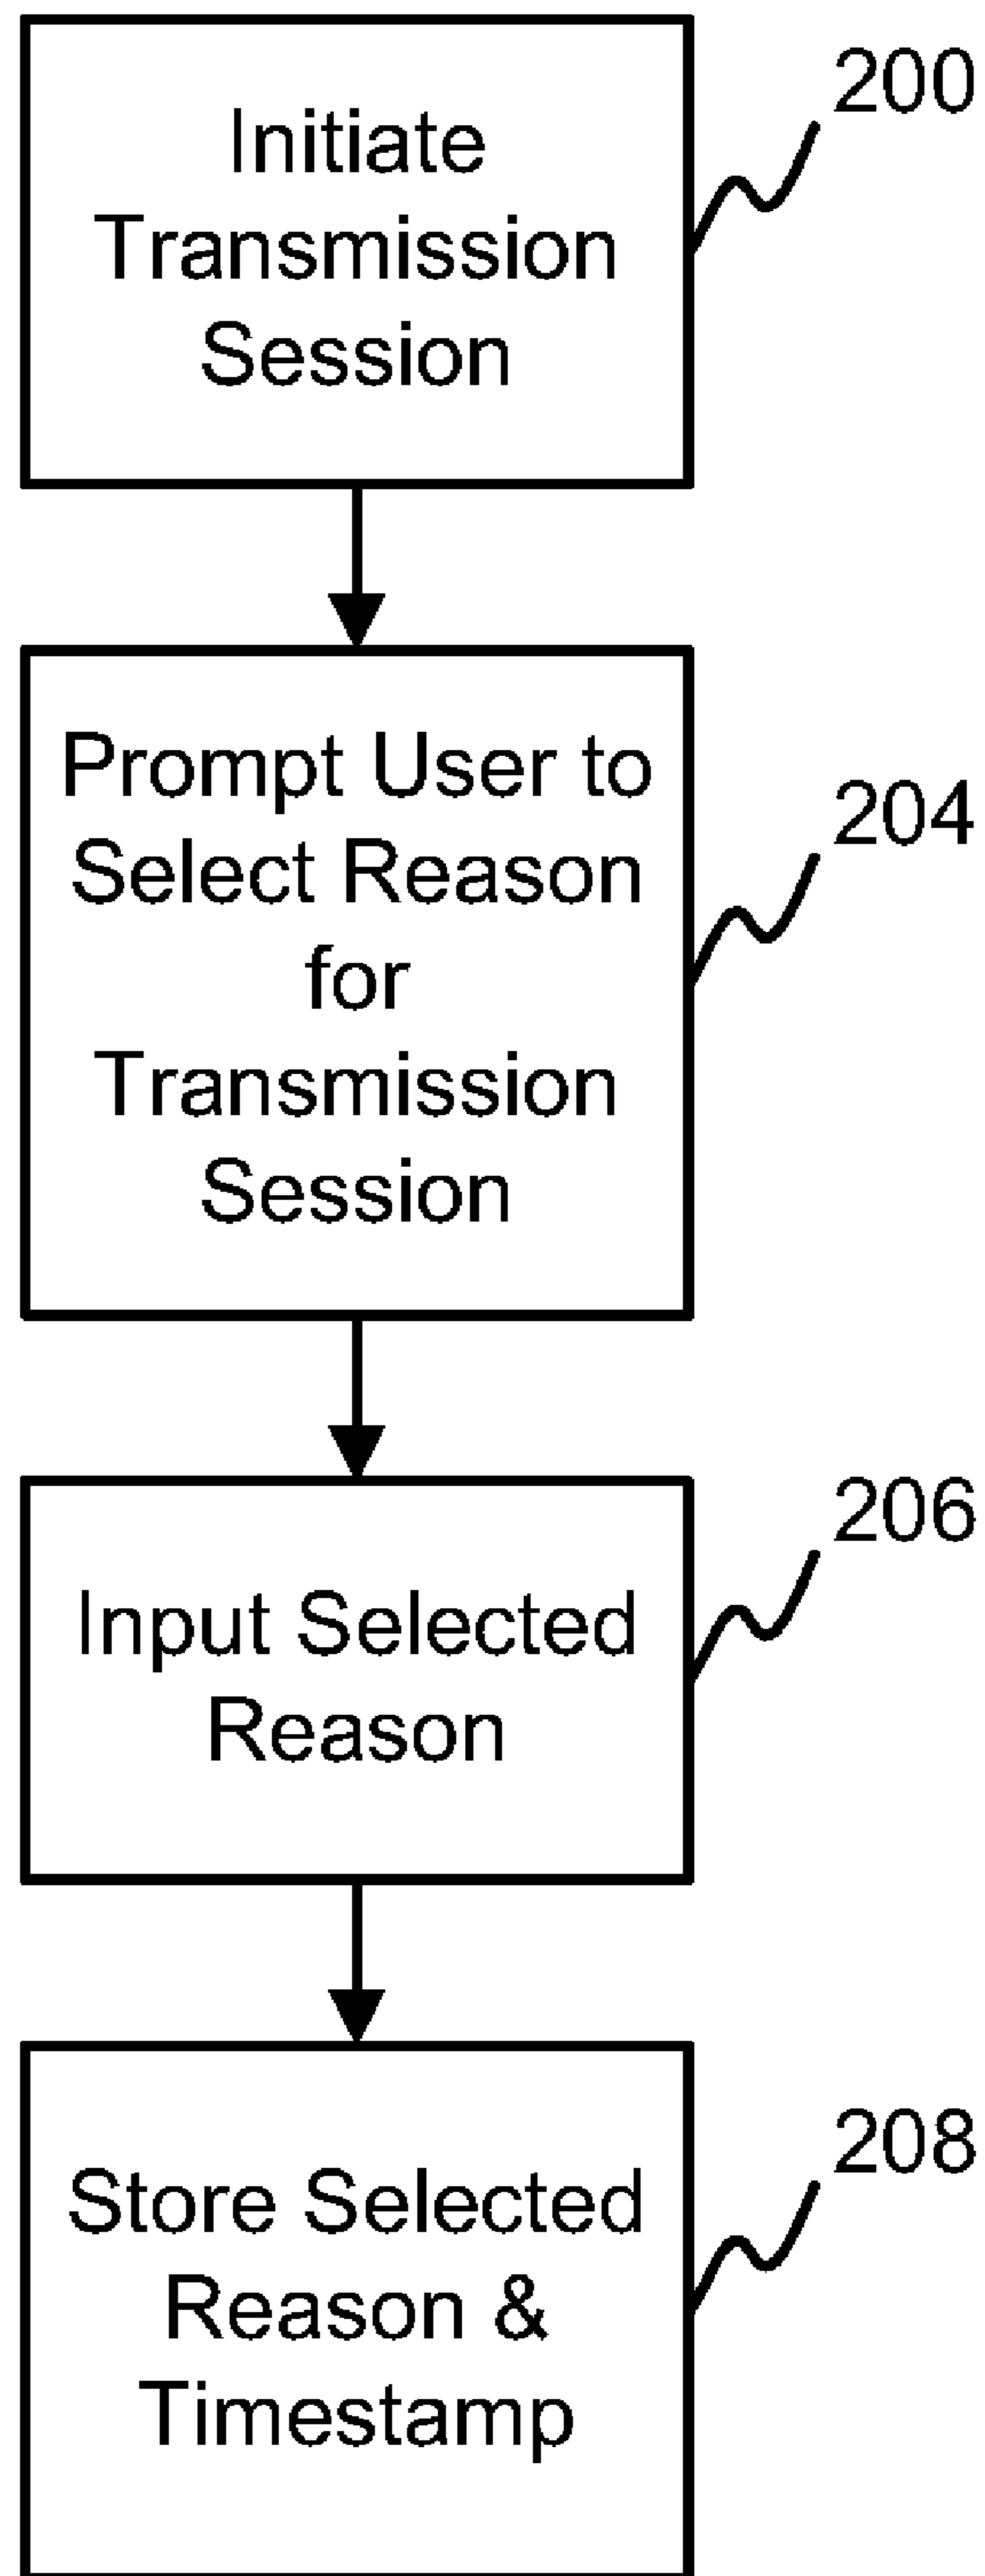 Initiate
Transmission
Session
200
Prompt User to
Select Reason
for
Transmission
Session
204
Input Selected
Reason
206
Store Selected
Reason &
Timestamp
208